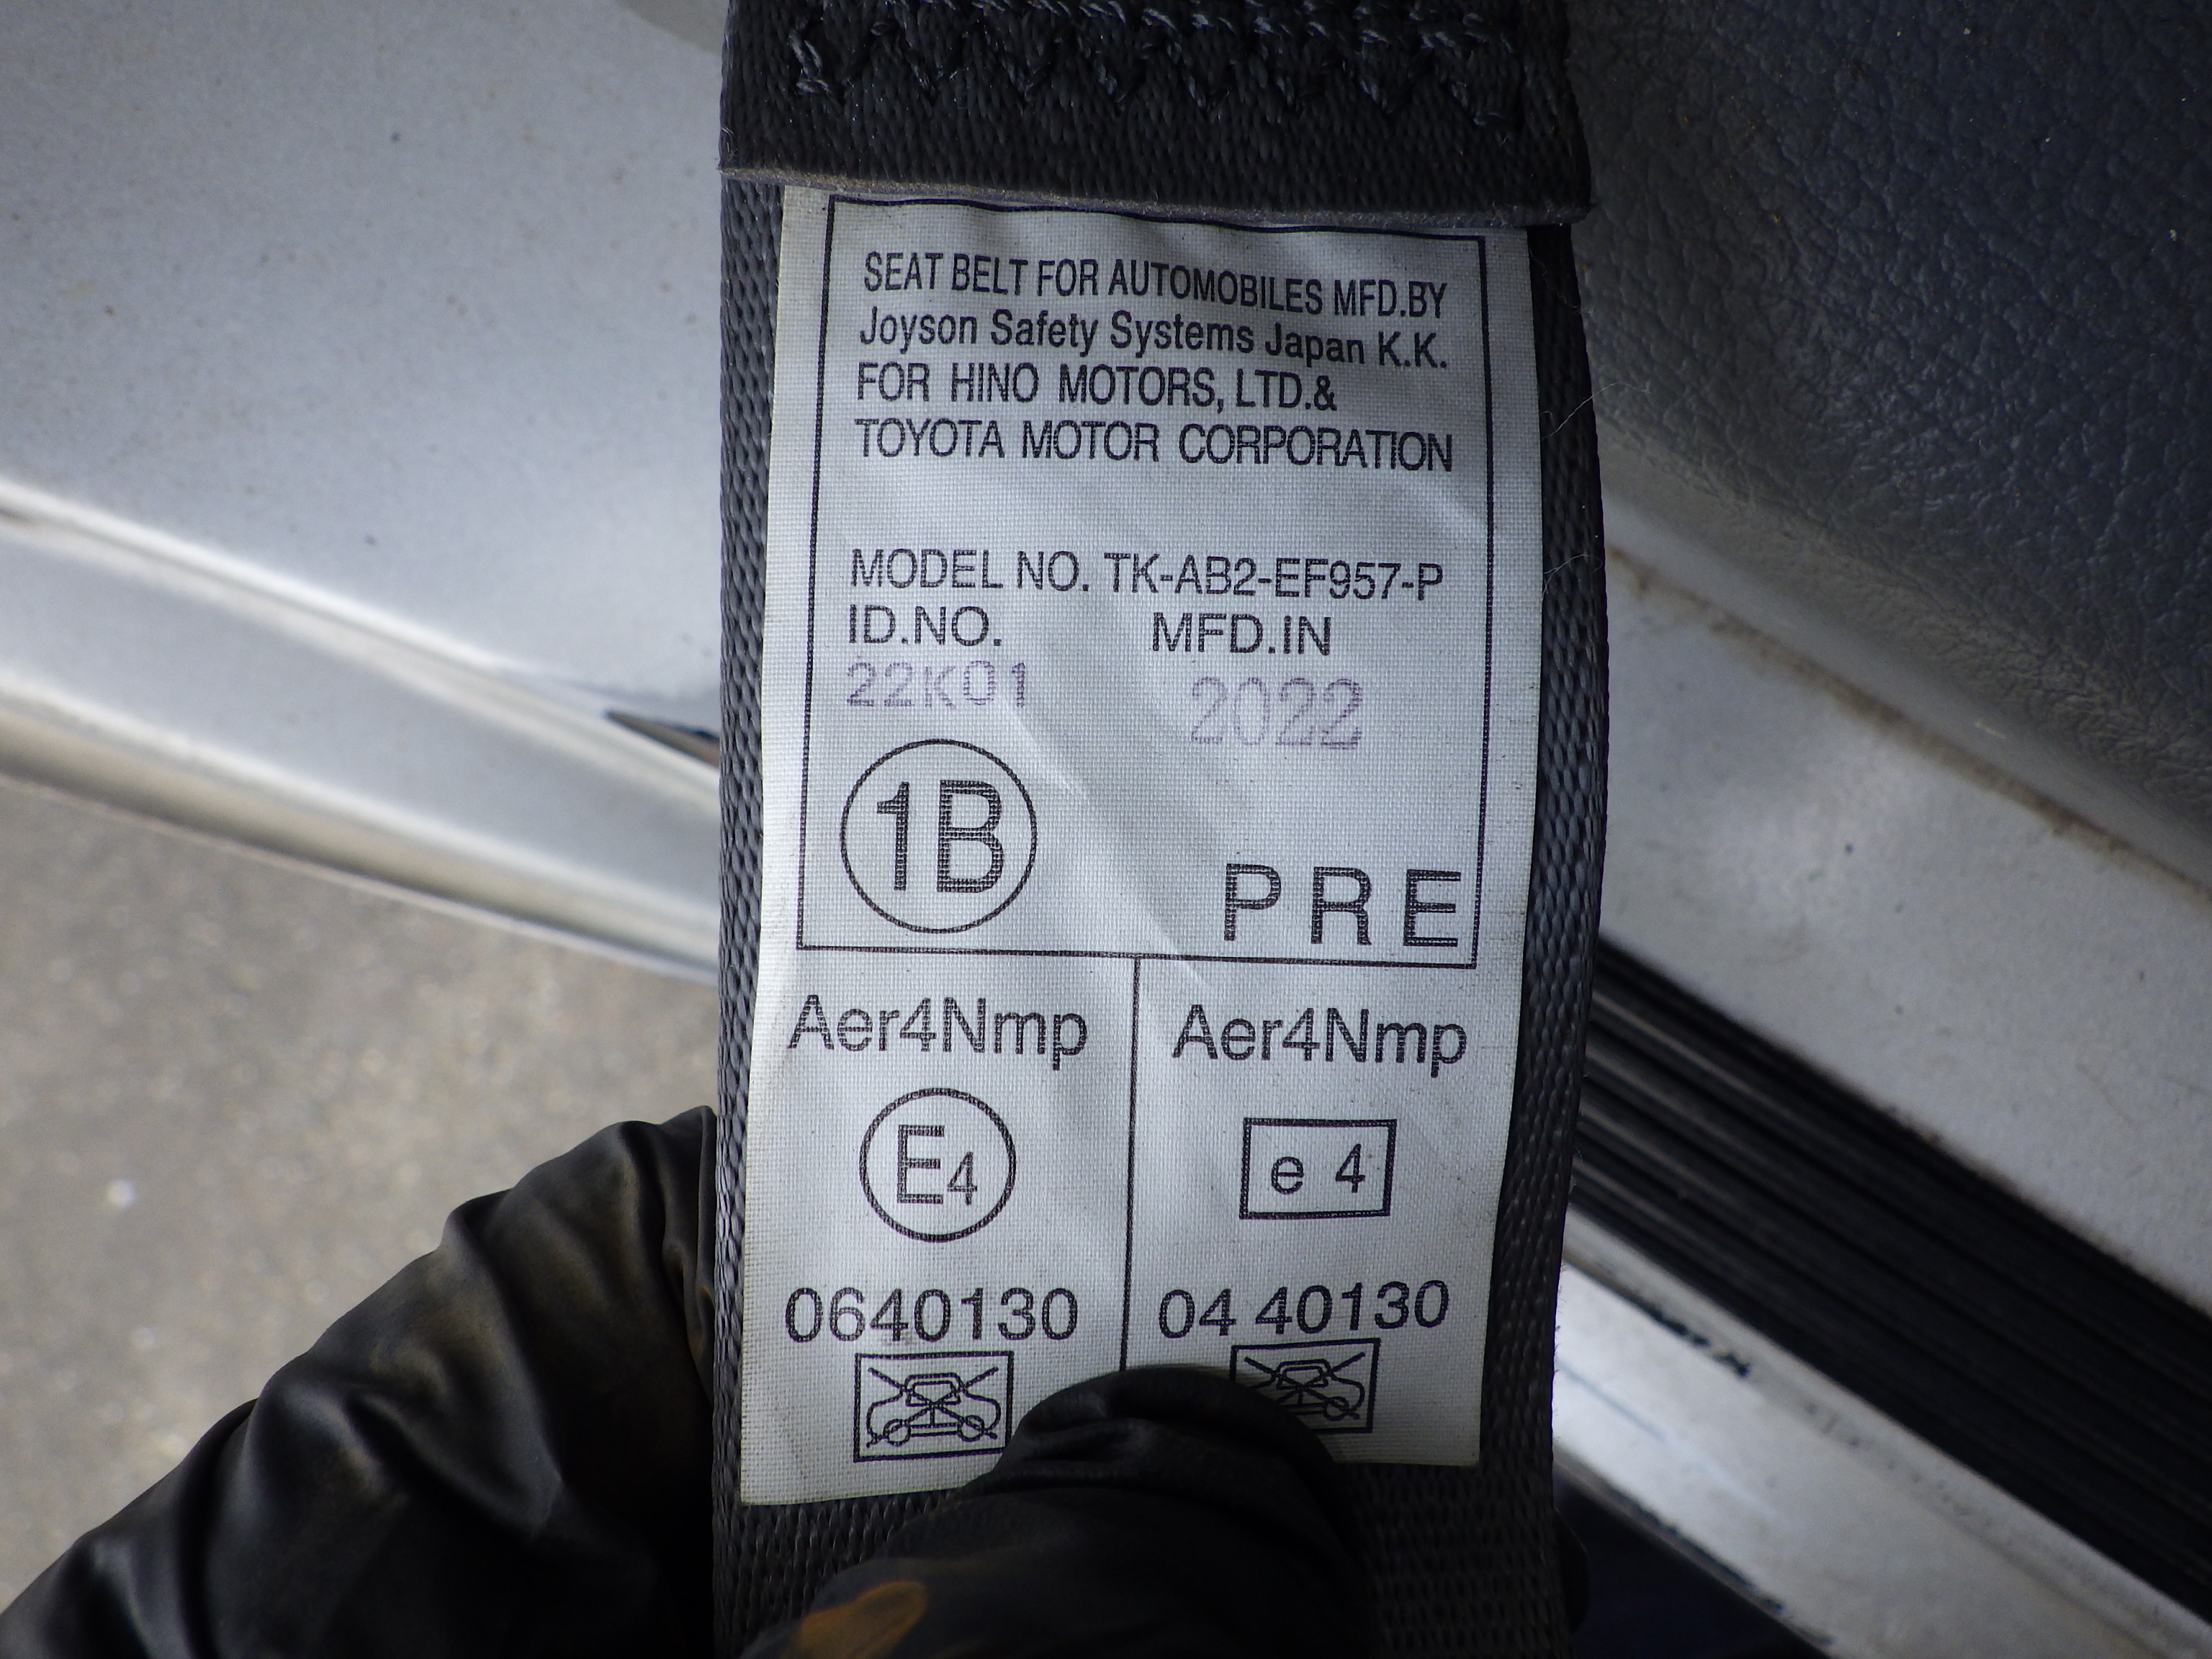 SEAT BELT FOR AUTOMOBILES MFD.BY
Joyson Safety Systems Japan K.K.
FOR HINO MOTORS, LTD.&
TOYOTA MOTOR CORPORATION
MODEL NO. TK-AB2-EF957-P
ID.NO. MFD.IN
22K01 2022
1B
PRE
Aer4Nmp Aer4Nmp
E4 e 4
0640130 04 40130